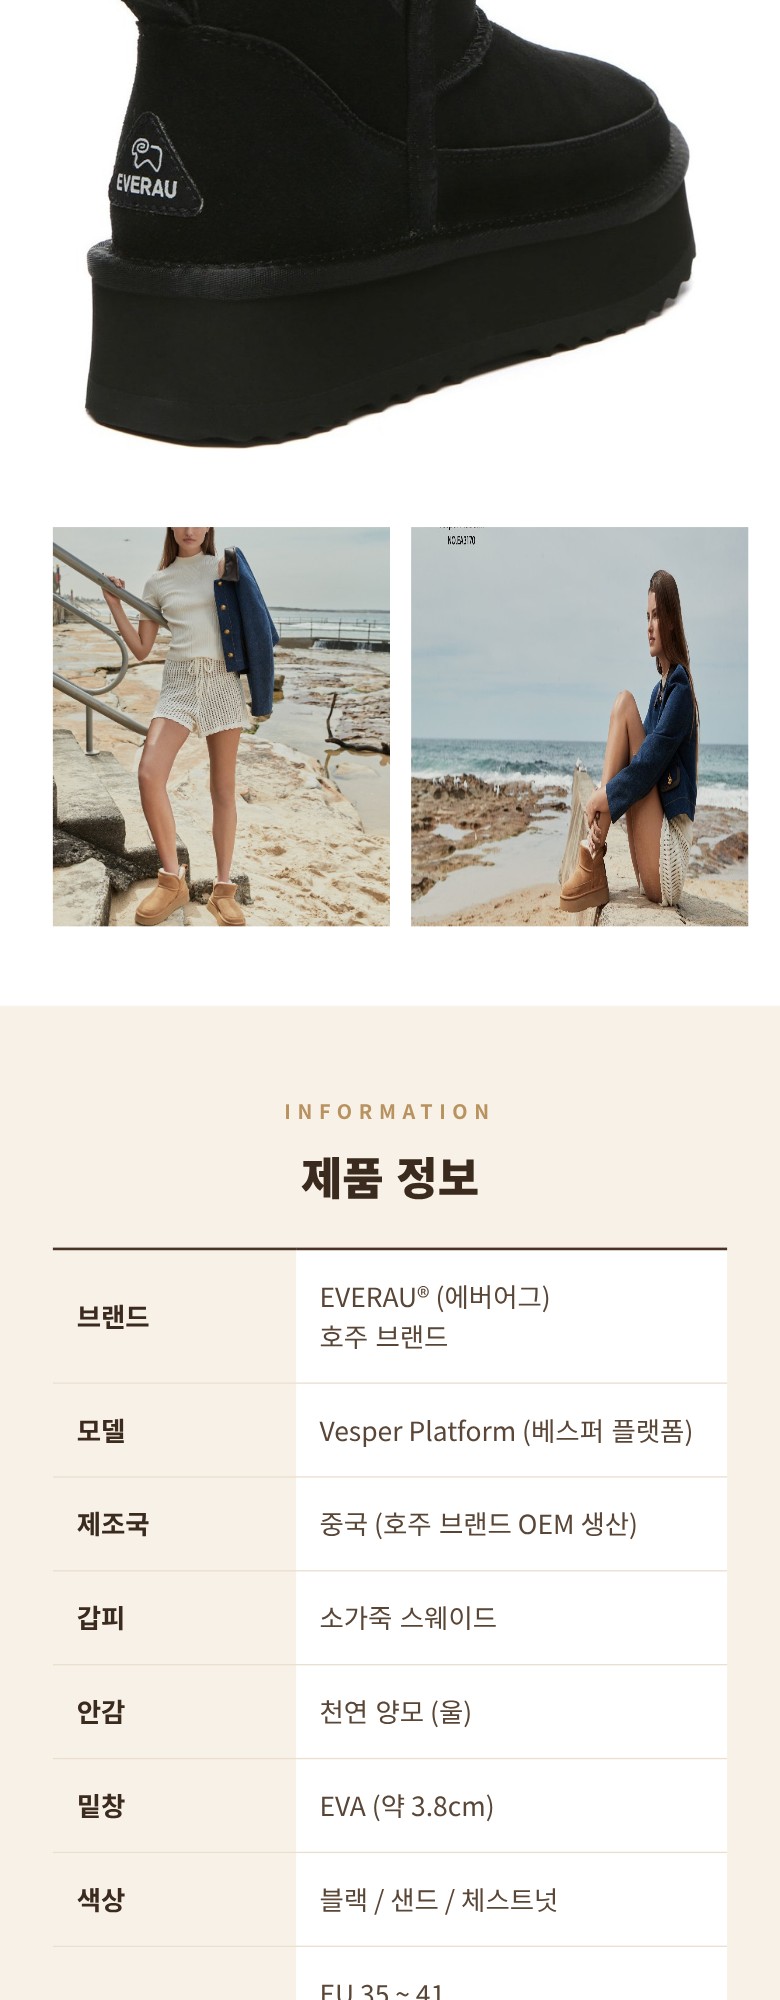 EVERAU
NO.EA3170
INFORMATION
제품 정보
브랜드
EVERAU® (에버어그)
호주 브랜드
모델
Vesper Platform (베스퍼 플랫폼)
제조국
중국 (호주 브랜드 OEM 생산)
갑피
소가죽 스웨이드
안감
천연 양모 (울)
밑창
EVA (약 3.8cm)
색상
블랙 / 샌드 / 체스트넛
EU 35 ~ 41